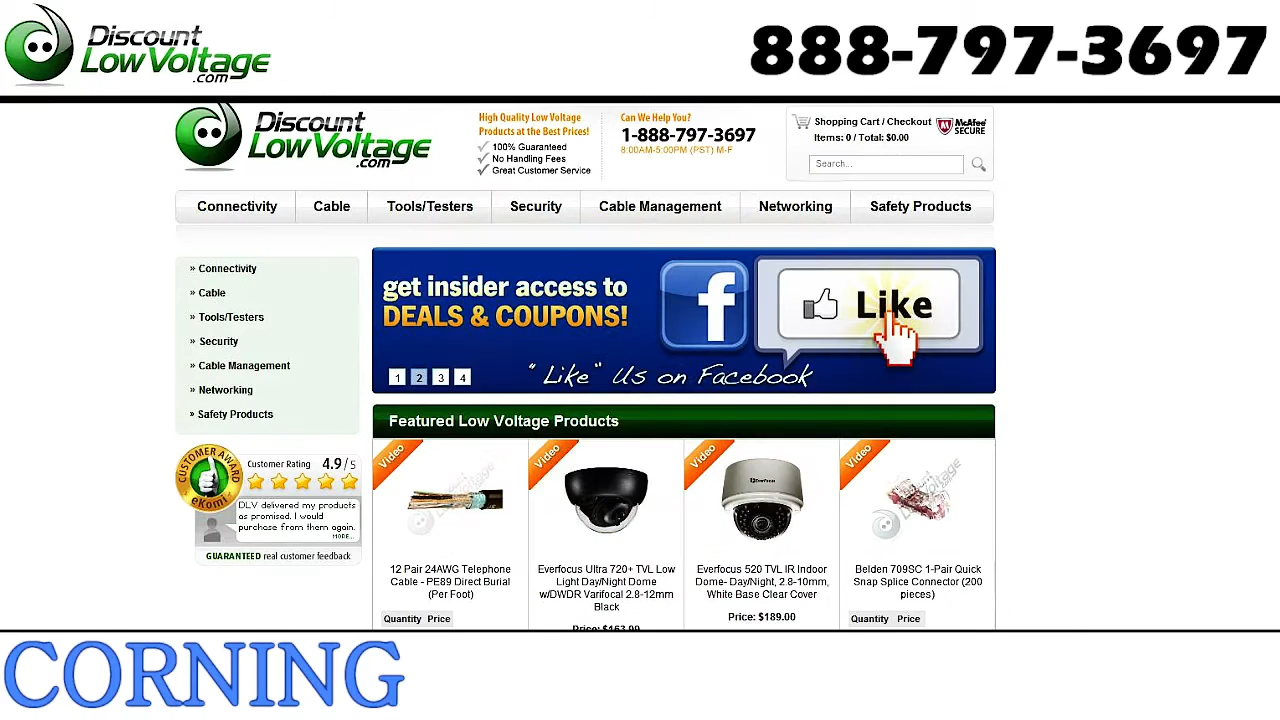 Discount
LowVoltage
.com
888-797-3697
Discount
LowVoltage
.com
High Quality Low Voltage
Products at the Best Prices!
100% Guaranteed
No Handling Fees
Great Customer Service
Can We Help You?
1-888-797-3697
8:00AM-5:00PM (PST) M-F
Shopping Cart / Checkout
Items: 0 / Total: $0.00
McAfee
SECURE
Search...
Connectivity
Cable
Tools/Testers
Security
Cable Management
Networking
Safety Products
» Connectivity
» Cable
» Tools/Testers
» Security
» Cable Management
» Networking
» Safety Products
get insider access to
DEALS & COUPONS!
f
Like
"Like" Us on Facebook
1 2 3 4
CUSTOMER AWARD
eKomi
Customer Rating 4.9/5
DLV delivered my products
as promised. I would
purchase from them again.
MORE...
GUARANTEED real customer feedback
Featured Low Voltage Products
Video
12 Pair 24AWG Telephone
Cable - PE89 Direct Burial
(Per Foot)
Quantity Price
Video
Everfocus Ultra 720+ TVL Low
Light Day/Night Dome
w/DWDR Varifocal 2.8-12mm
Black
Price: $163.99
Video
EverFocus
Everfocus 520 TVL IR Indoor
Dome- Day/Night, 2.8-10mm,
White Base Clear Cover
Price: $189.00
Video
Belden 709SC 1-Pair Quick
Snap Splice Connector (200
pieces)
Quantity Price
CORNING